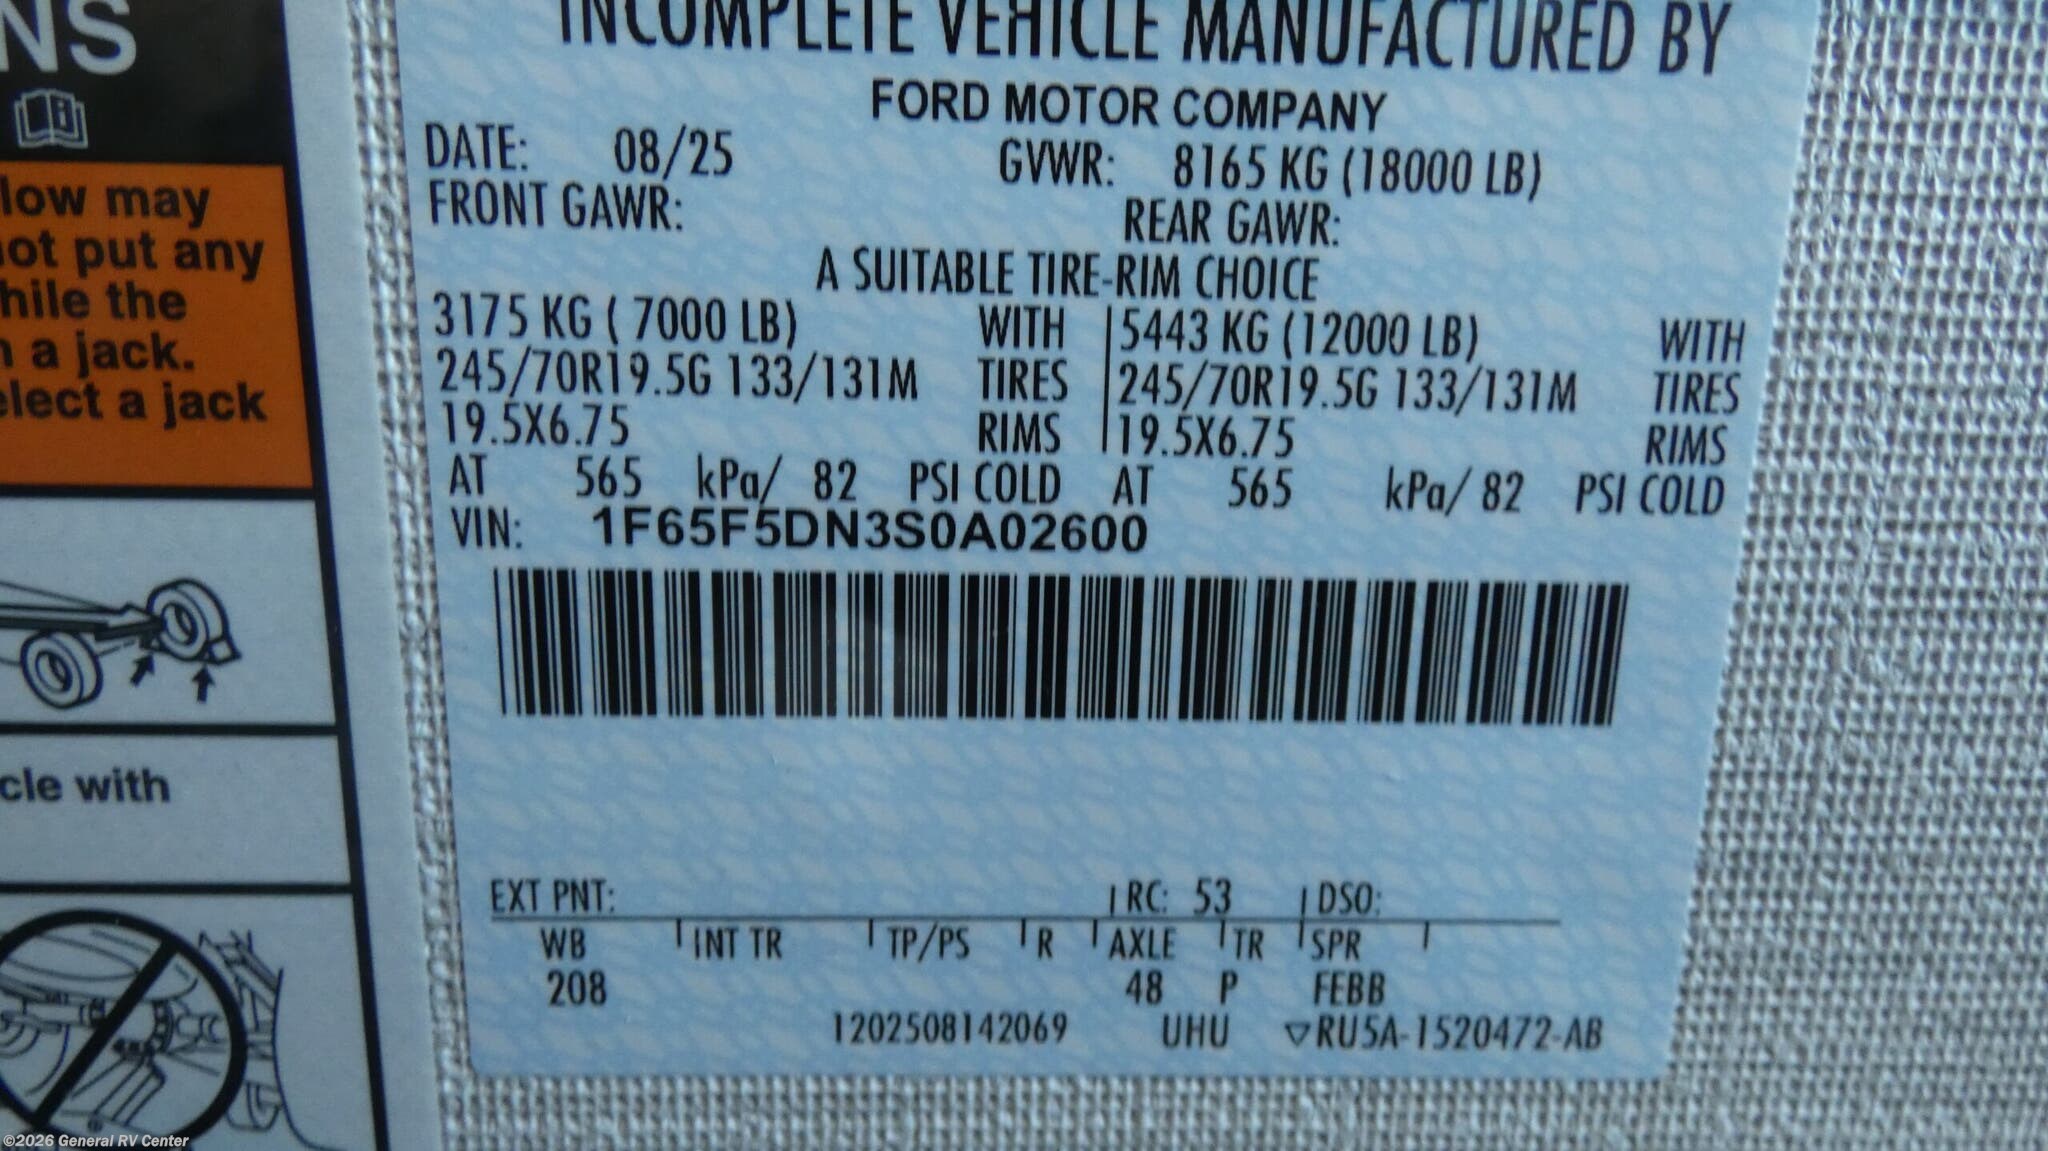 NS
low may
not put any
hile the
n a jack.
elect a jack
cle with
INCOMPLETE VEHICLE MANUFACTURED BY
FORD MOTOR COMPANY
DATE: 08/25 GVWR: 8165 KG (18000 LB)
FRONT GAWR: REAR GAWR:
A SUITABLE TIRE-RIM CHOICE
3175 KG ( 7000 LB) WITH 5443 KG (12000 LB) WITH
245/70R19.5G 133/131M TIRES 245/70R19.5G 133/131M TIRES
19.5X6.75 RIMS 19.5X6.75 RIMS
AT 565 kPa/ 82 PSI COLD AT 565 kPa/ 82 PSI COLD
VIN: 1F65F5DN3S0A02600
EXT PNT: RC: 53 DSO:
WB INT TR TP/PS R AXLE TR SPR
208 48 P FEBB
1202508142069 UHU ▽RU5A-1520472-AB
©2026 General RV Center